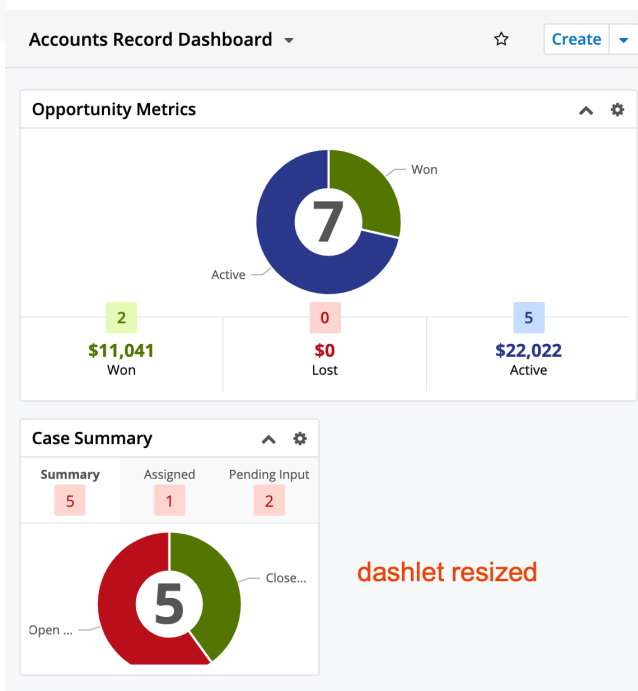 Accounts Record Dashboard
Create
Opportunity Metrics
7
Won
Active
2
0
5
$11,041
$0
$22,022
Won
Lost
Active
Case Summary
Summary
Assigned
Pending Input
5
1
2
5
Close...
Open ...
dashlet resized